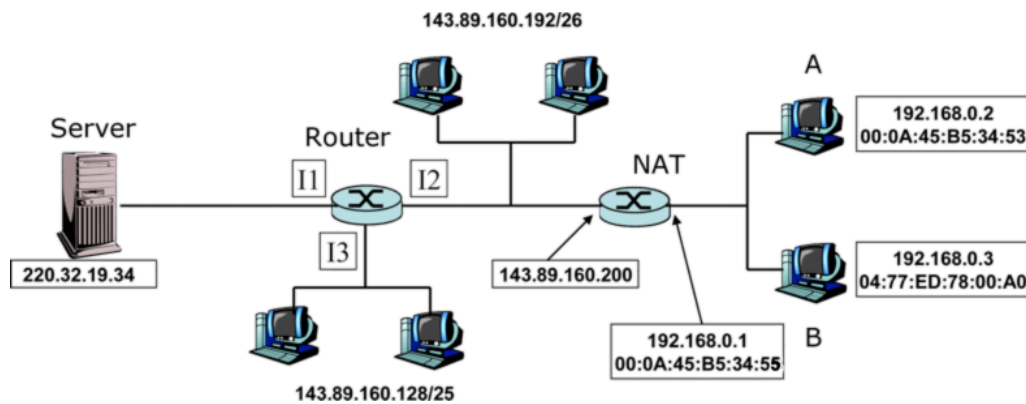 143.89.160.192/26
A
192.168.0.2
00:0A:45:B5:34:53
Server
Router
I1
I2
NAT
I3
220.32.19.34
143.89.160.200
192.168.0.3
04:77:ED:78:00:A0
192.168.0.1
00:0A:45:B5:34:55
B
143.89.160.128/25